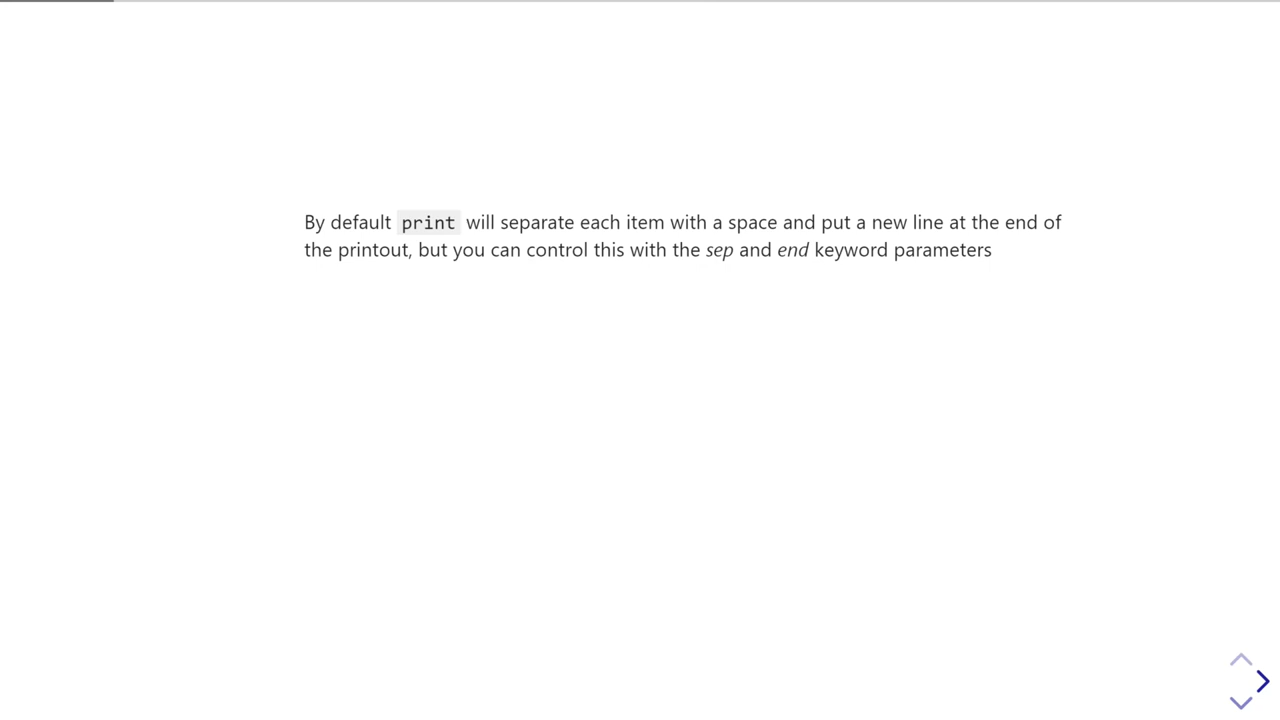 By default print will separate each item with a space and put a new line at the end of
the printout, but you can control this with the sep and end keyword parameters